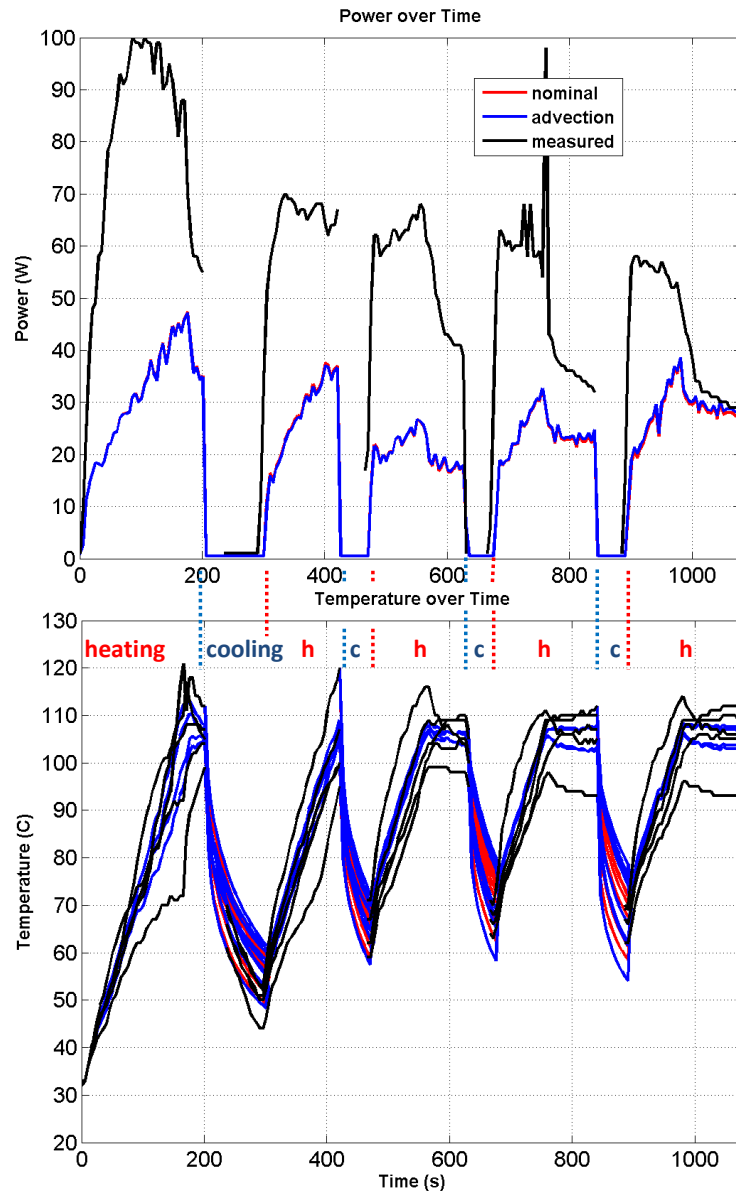 Power over Time
100
90
80
70
60
50
40
30
20
10
0
Power (W)
nominal
advection
measured
0 200 400 600 800 1000
Temperature over Time
130
120
110
100
90
80
70
60
50
40
30
20
Temperature (C)
heating cooling h c h c h c h
0 200 400 600 800 1000
Time (s)